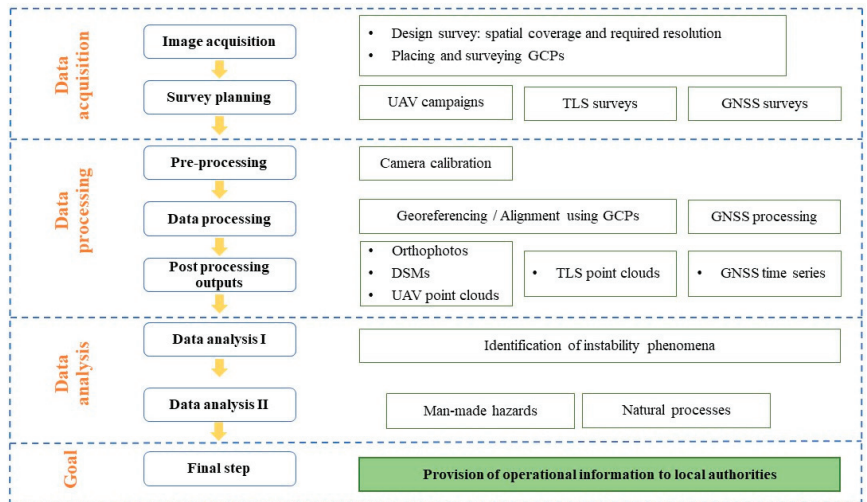 Data
acquisition
Image acquisition
• Design survey: spatial coverage and required resolution
• Placing and surveying GCPs
Survey planning
UAV campaigns
TLS surveys
GNSS surveys
Data
processing
Pre-processing
Camera calibration
Data processing
Georeferencing / Alignment using GCPs
GNSS processing
Post processing
outputs
• Orthophotos
• DSMs
• UAV point clouds
• TLS point clouds
• GNSS time series
Data
analysis
Data analysis I
Identification of instability phenomena
Data analysis II
Man-made hazards
Natural processes
Goal
Final step
Provision of operational information to local authorities